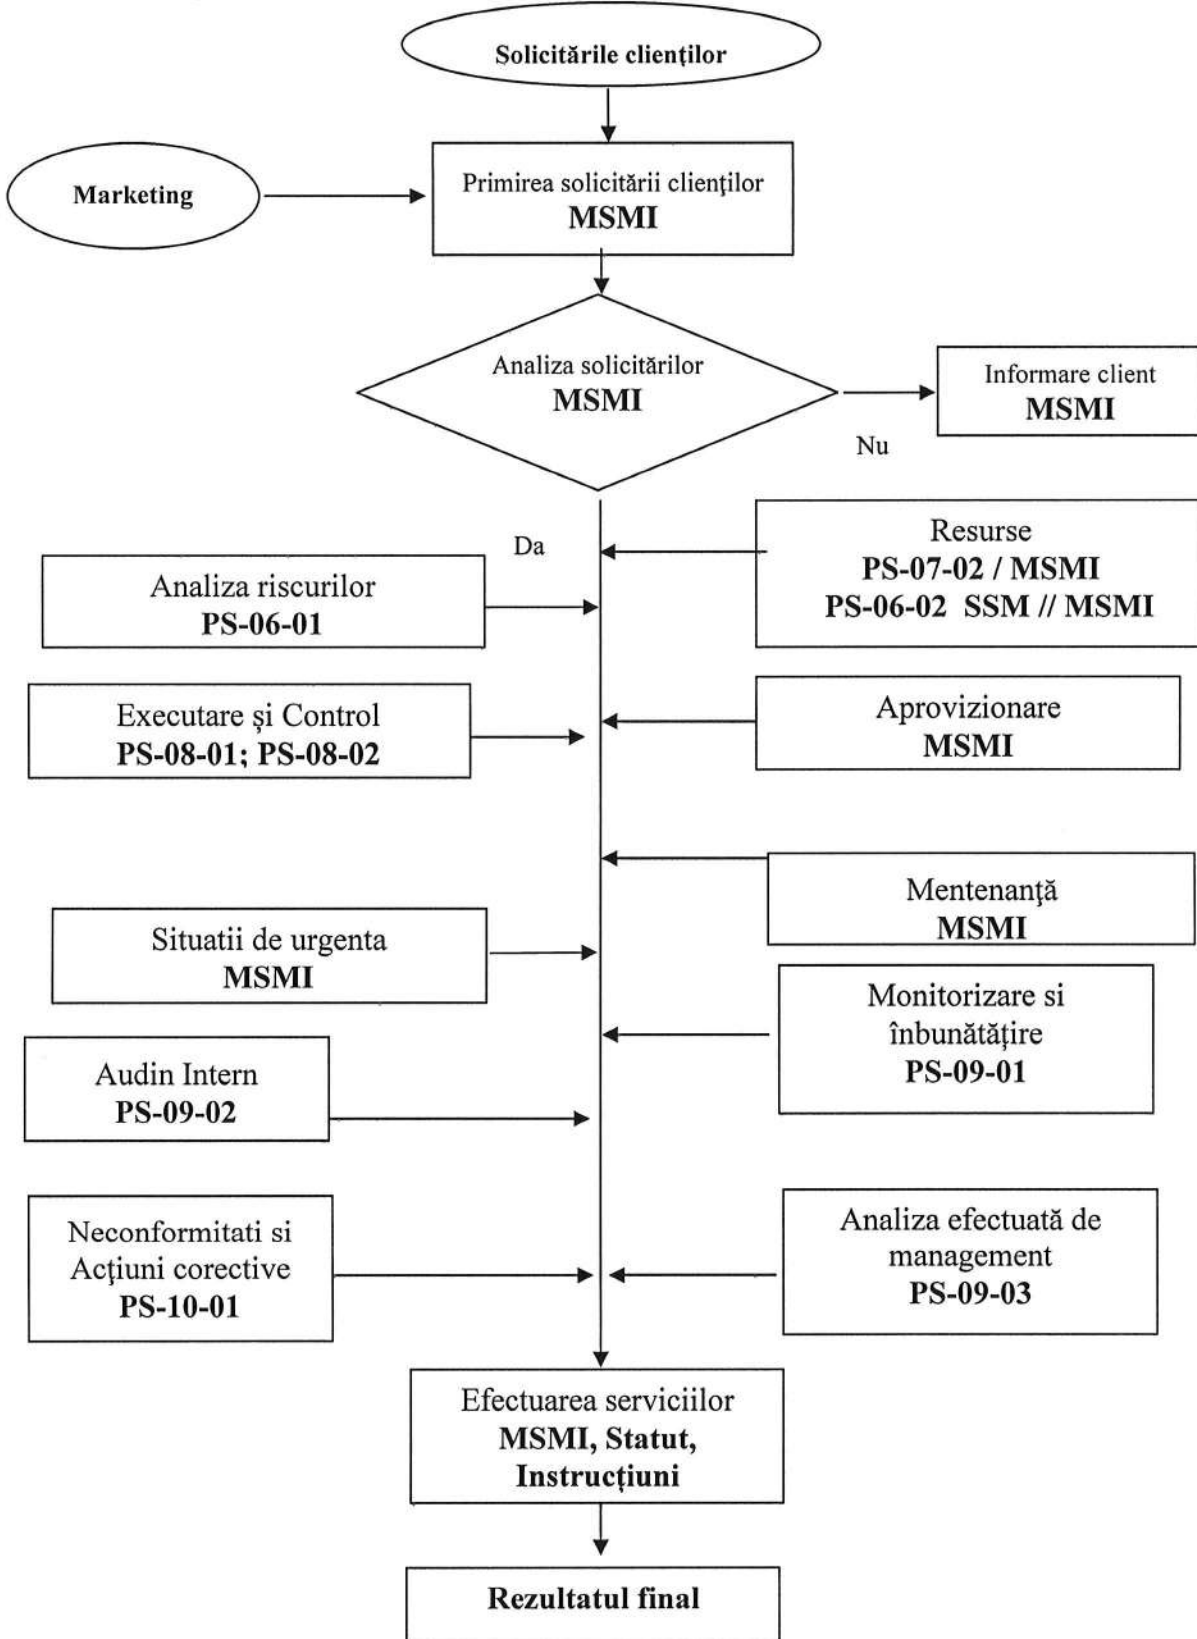 Solicitările clienților
Marketing
Primirea solicitării clienţilor
MSMI
Analiza solicitărilor
MSMI
Informare client
MSMI
Nu
Da
Resurse
PS-07-02 / MSMI
PS-06-02 SSM // MSMI
Analiza riscurilor
PS-06-01
Executare și Control
PS-08-01; PS-08-02
Aprovizionare
MSMI
Mentenanţă
MSMI
Situatii de urgenta
MSMI
Monitorizare si
înbunătățire
PS-09-01
Audin Intern
PS-09-02
Neconformitati si
Acţiuni corective
PS-10-01
Analiza efectuată de
management
PS-09-03
Efectuarea serviciilor
MSMI, Statut,
Instrucțiuni
Rezultatul final